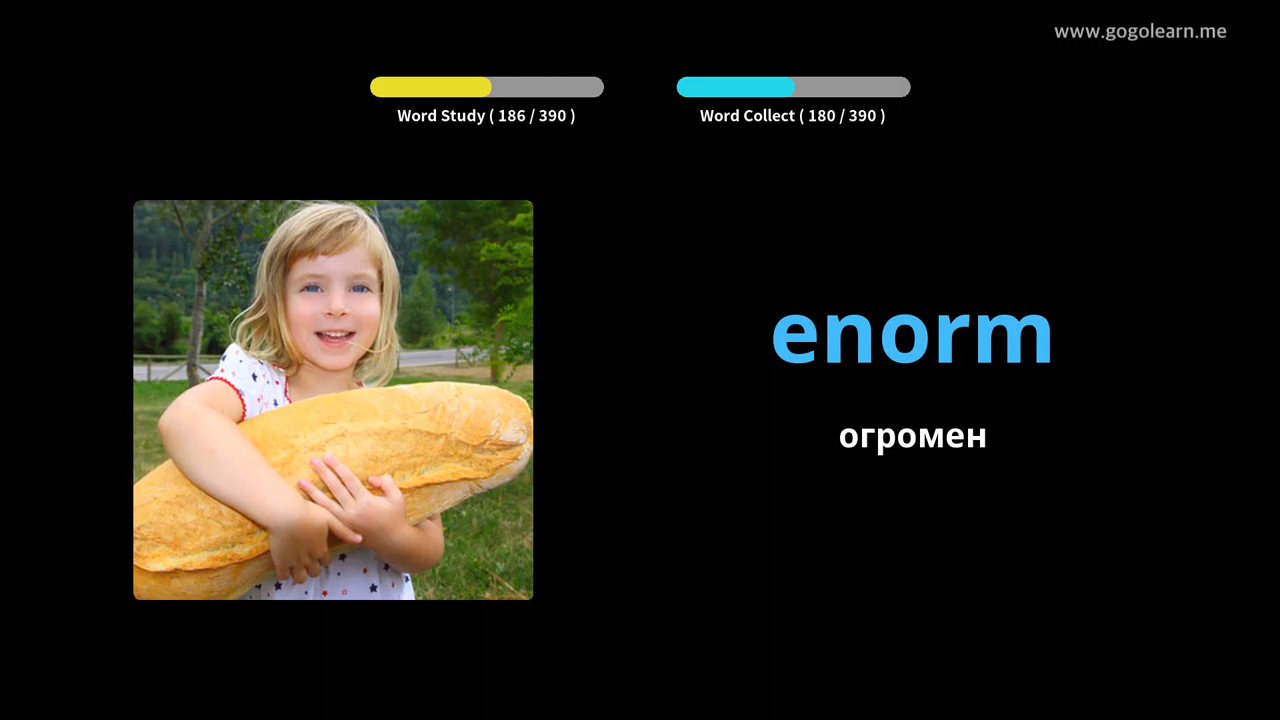 www.gogolearn.me
Word Study ( 186 / 390 )
Word Collect ( 180 / 390 )
enorm
огромен